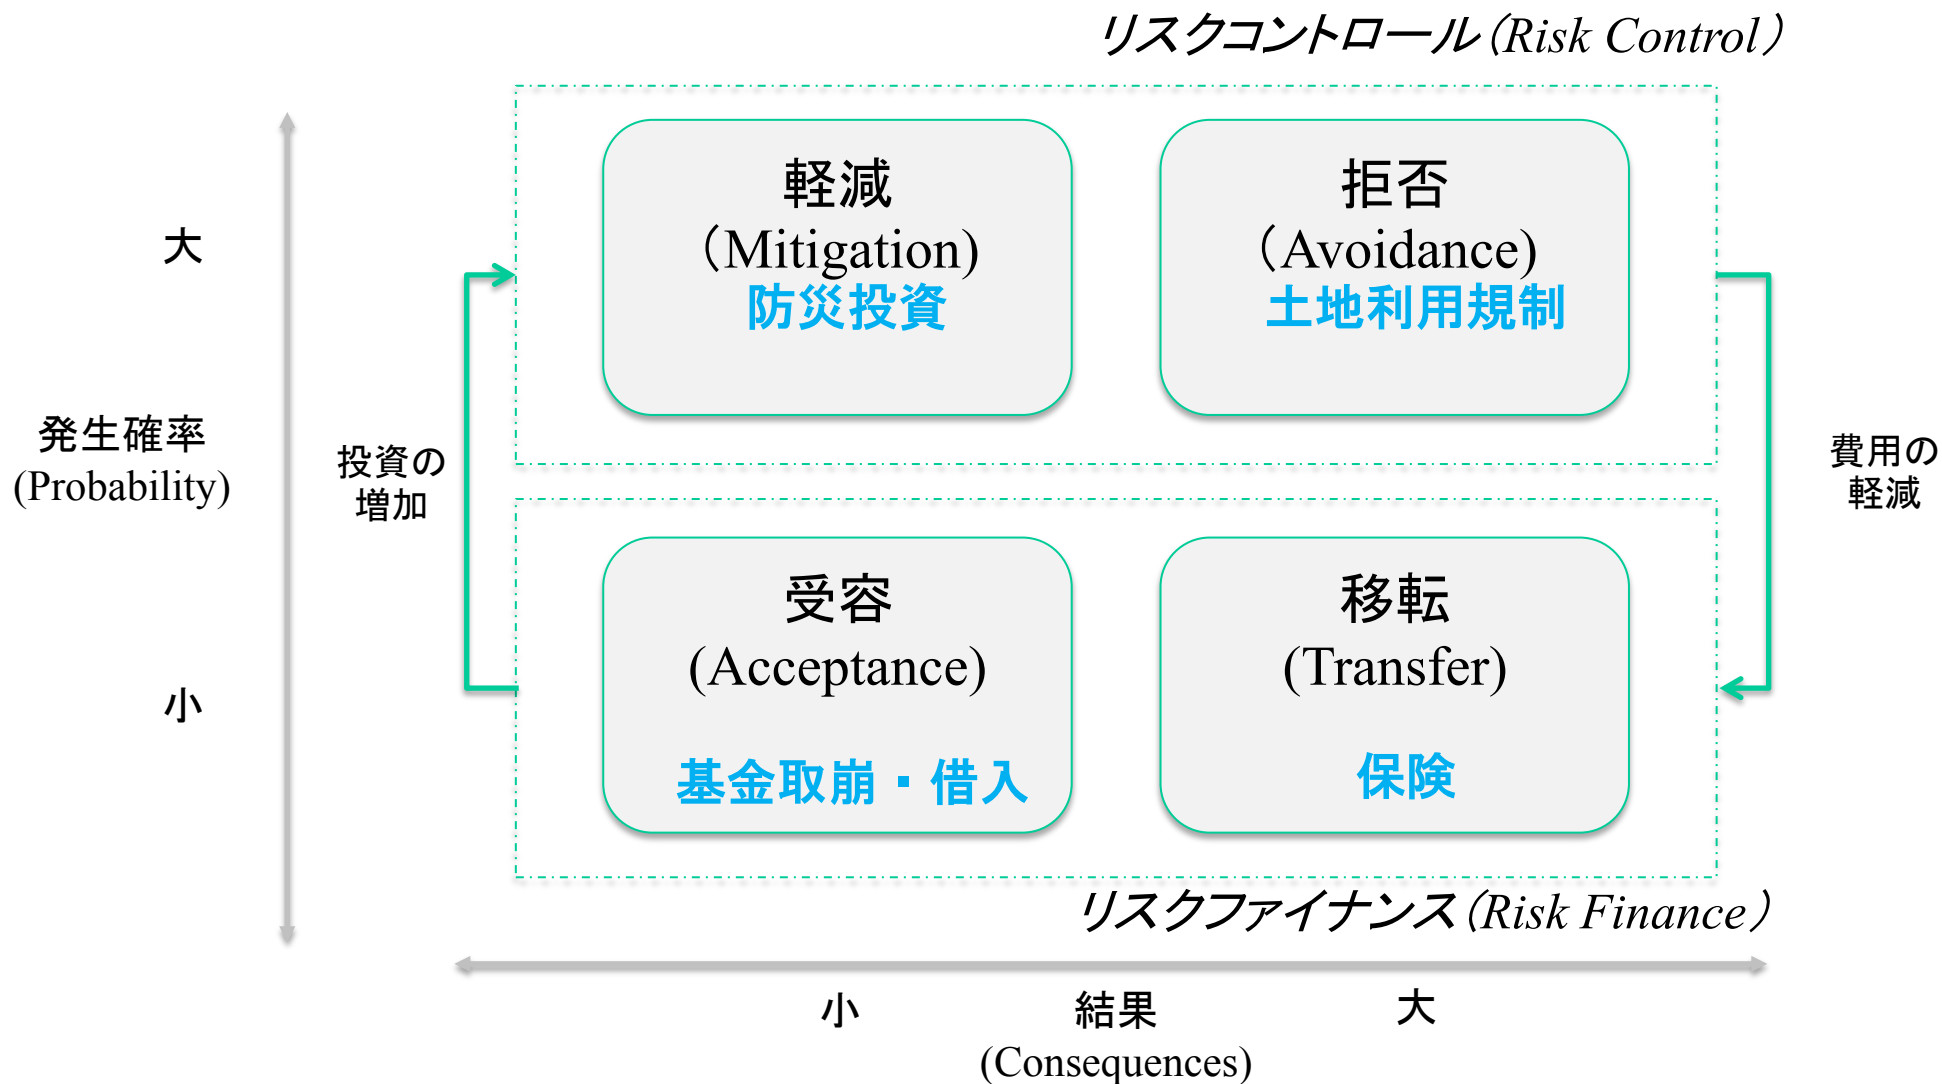 リスクコントロール（Risk Control）
軽減
（Mitigation)
防災投資
拒否
（Avoidance)
土地利用規制
大
発生確率
(Probability)
小
投資の
増加
費用の
軽減
受容
(Acceptance)
基金取崩・借入
移転
(Transfer)
保険
リスクファイナンス（Risk Finance）
小
結果
(Consequences)
大